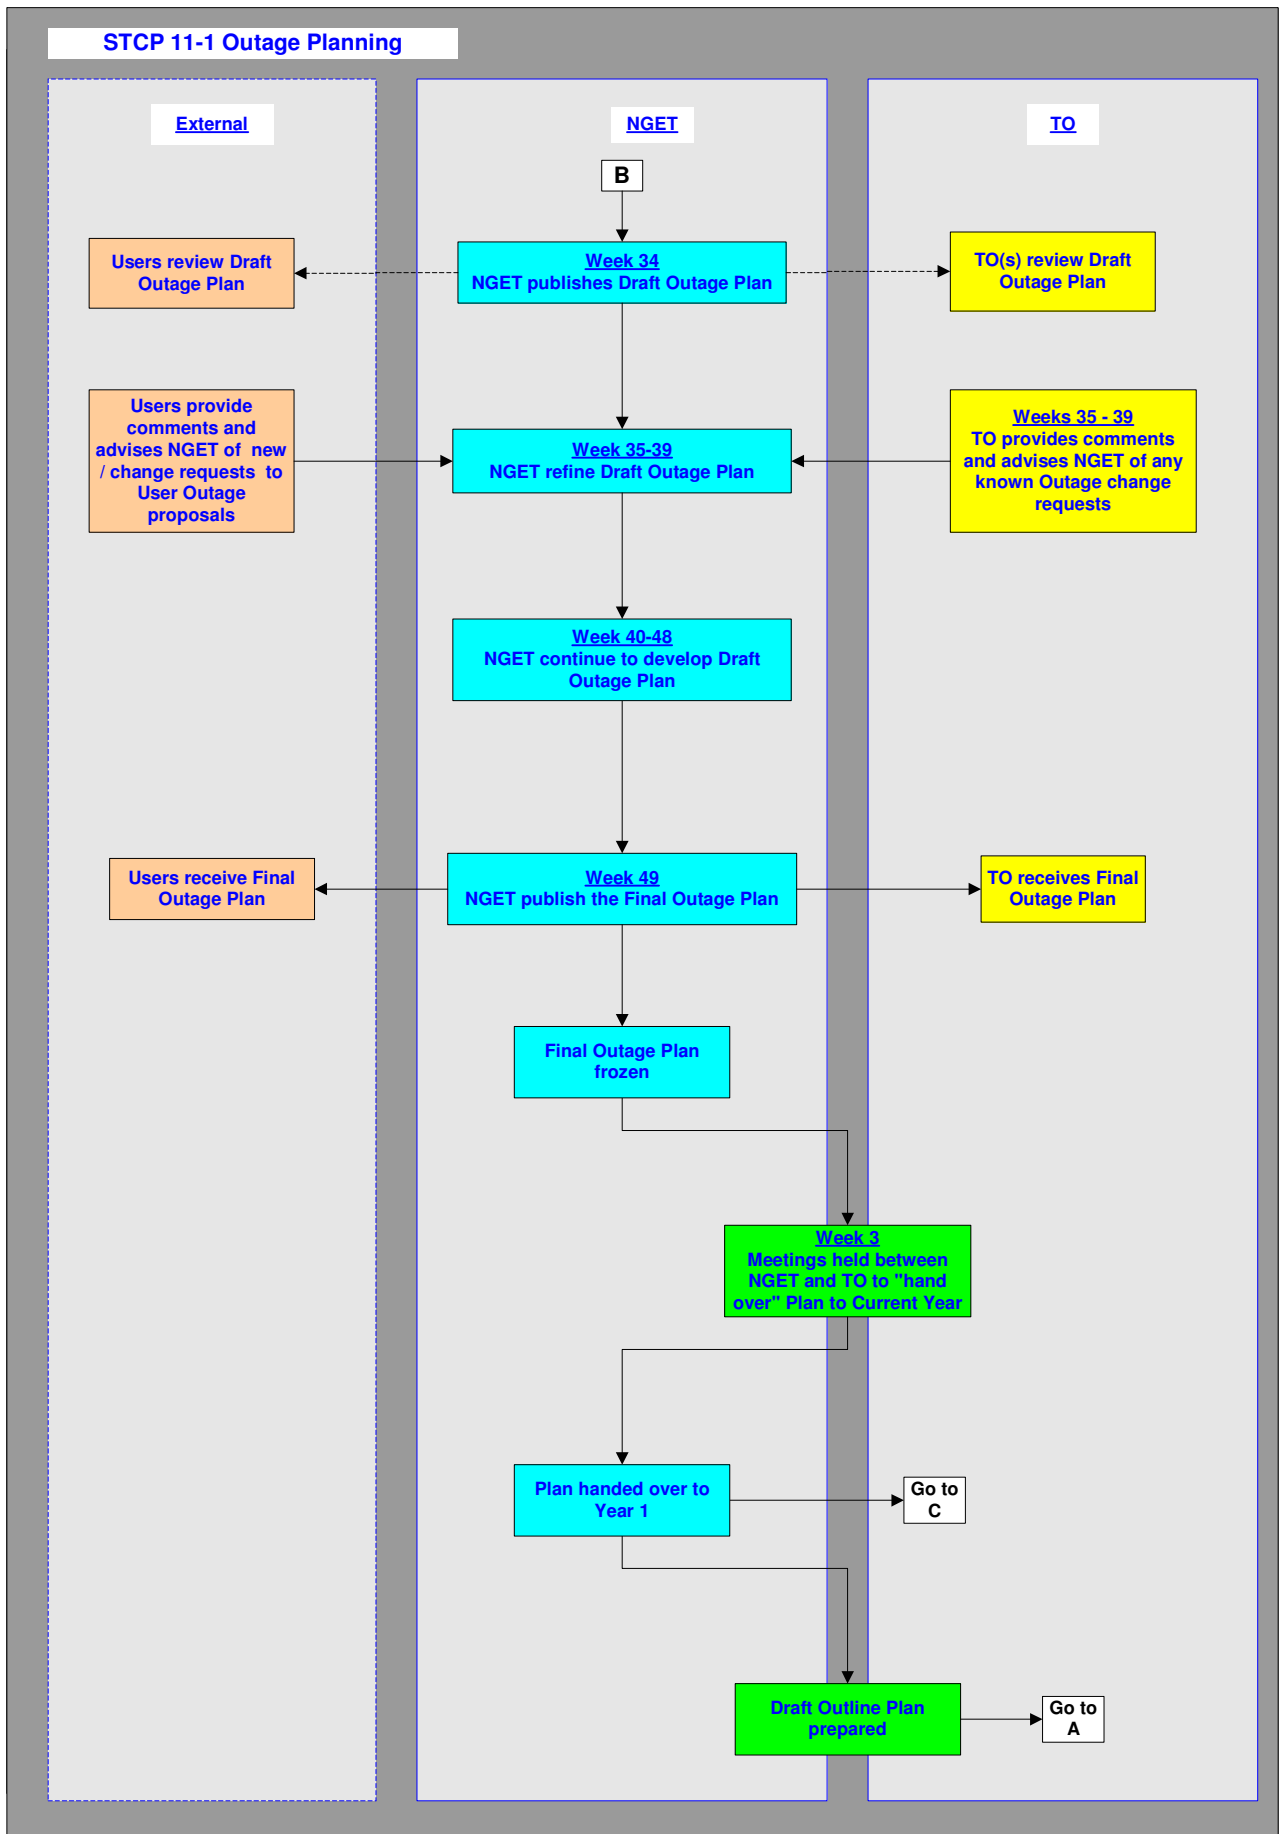 STCP 11-1 Outage Planning
External
NGET
TO
B
Users review Draft
Outage Plan
Week 34
NGET publishes Draft Outage Plan
TO(s) review Draft
Outage Plan
Users provide
comments and
advises NGET of new
/ change requests to
User Outage
proposals
Week 35-39
NGET refine Draft Outage Plan
Weeks 35 - 39
TO provides comments
and advises NGET of any
known Outage change
requests
Week 40-48
NGET continue to develop Draft
Outage Plan
Users receive Final
Outage Plan
Week 49
NGET publish the Final Outage Plan
TO receives Final
Outage Plan
Final Outage Plan
frozen
Week 3
Meetings held between
NGET and TO to "hand
over" Plan to Current Year
Plan handed over to
Year 1
Go to
C
Draft Outline Plan
prepared
Go to
A